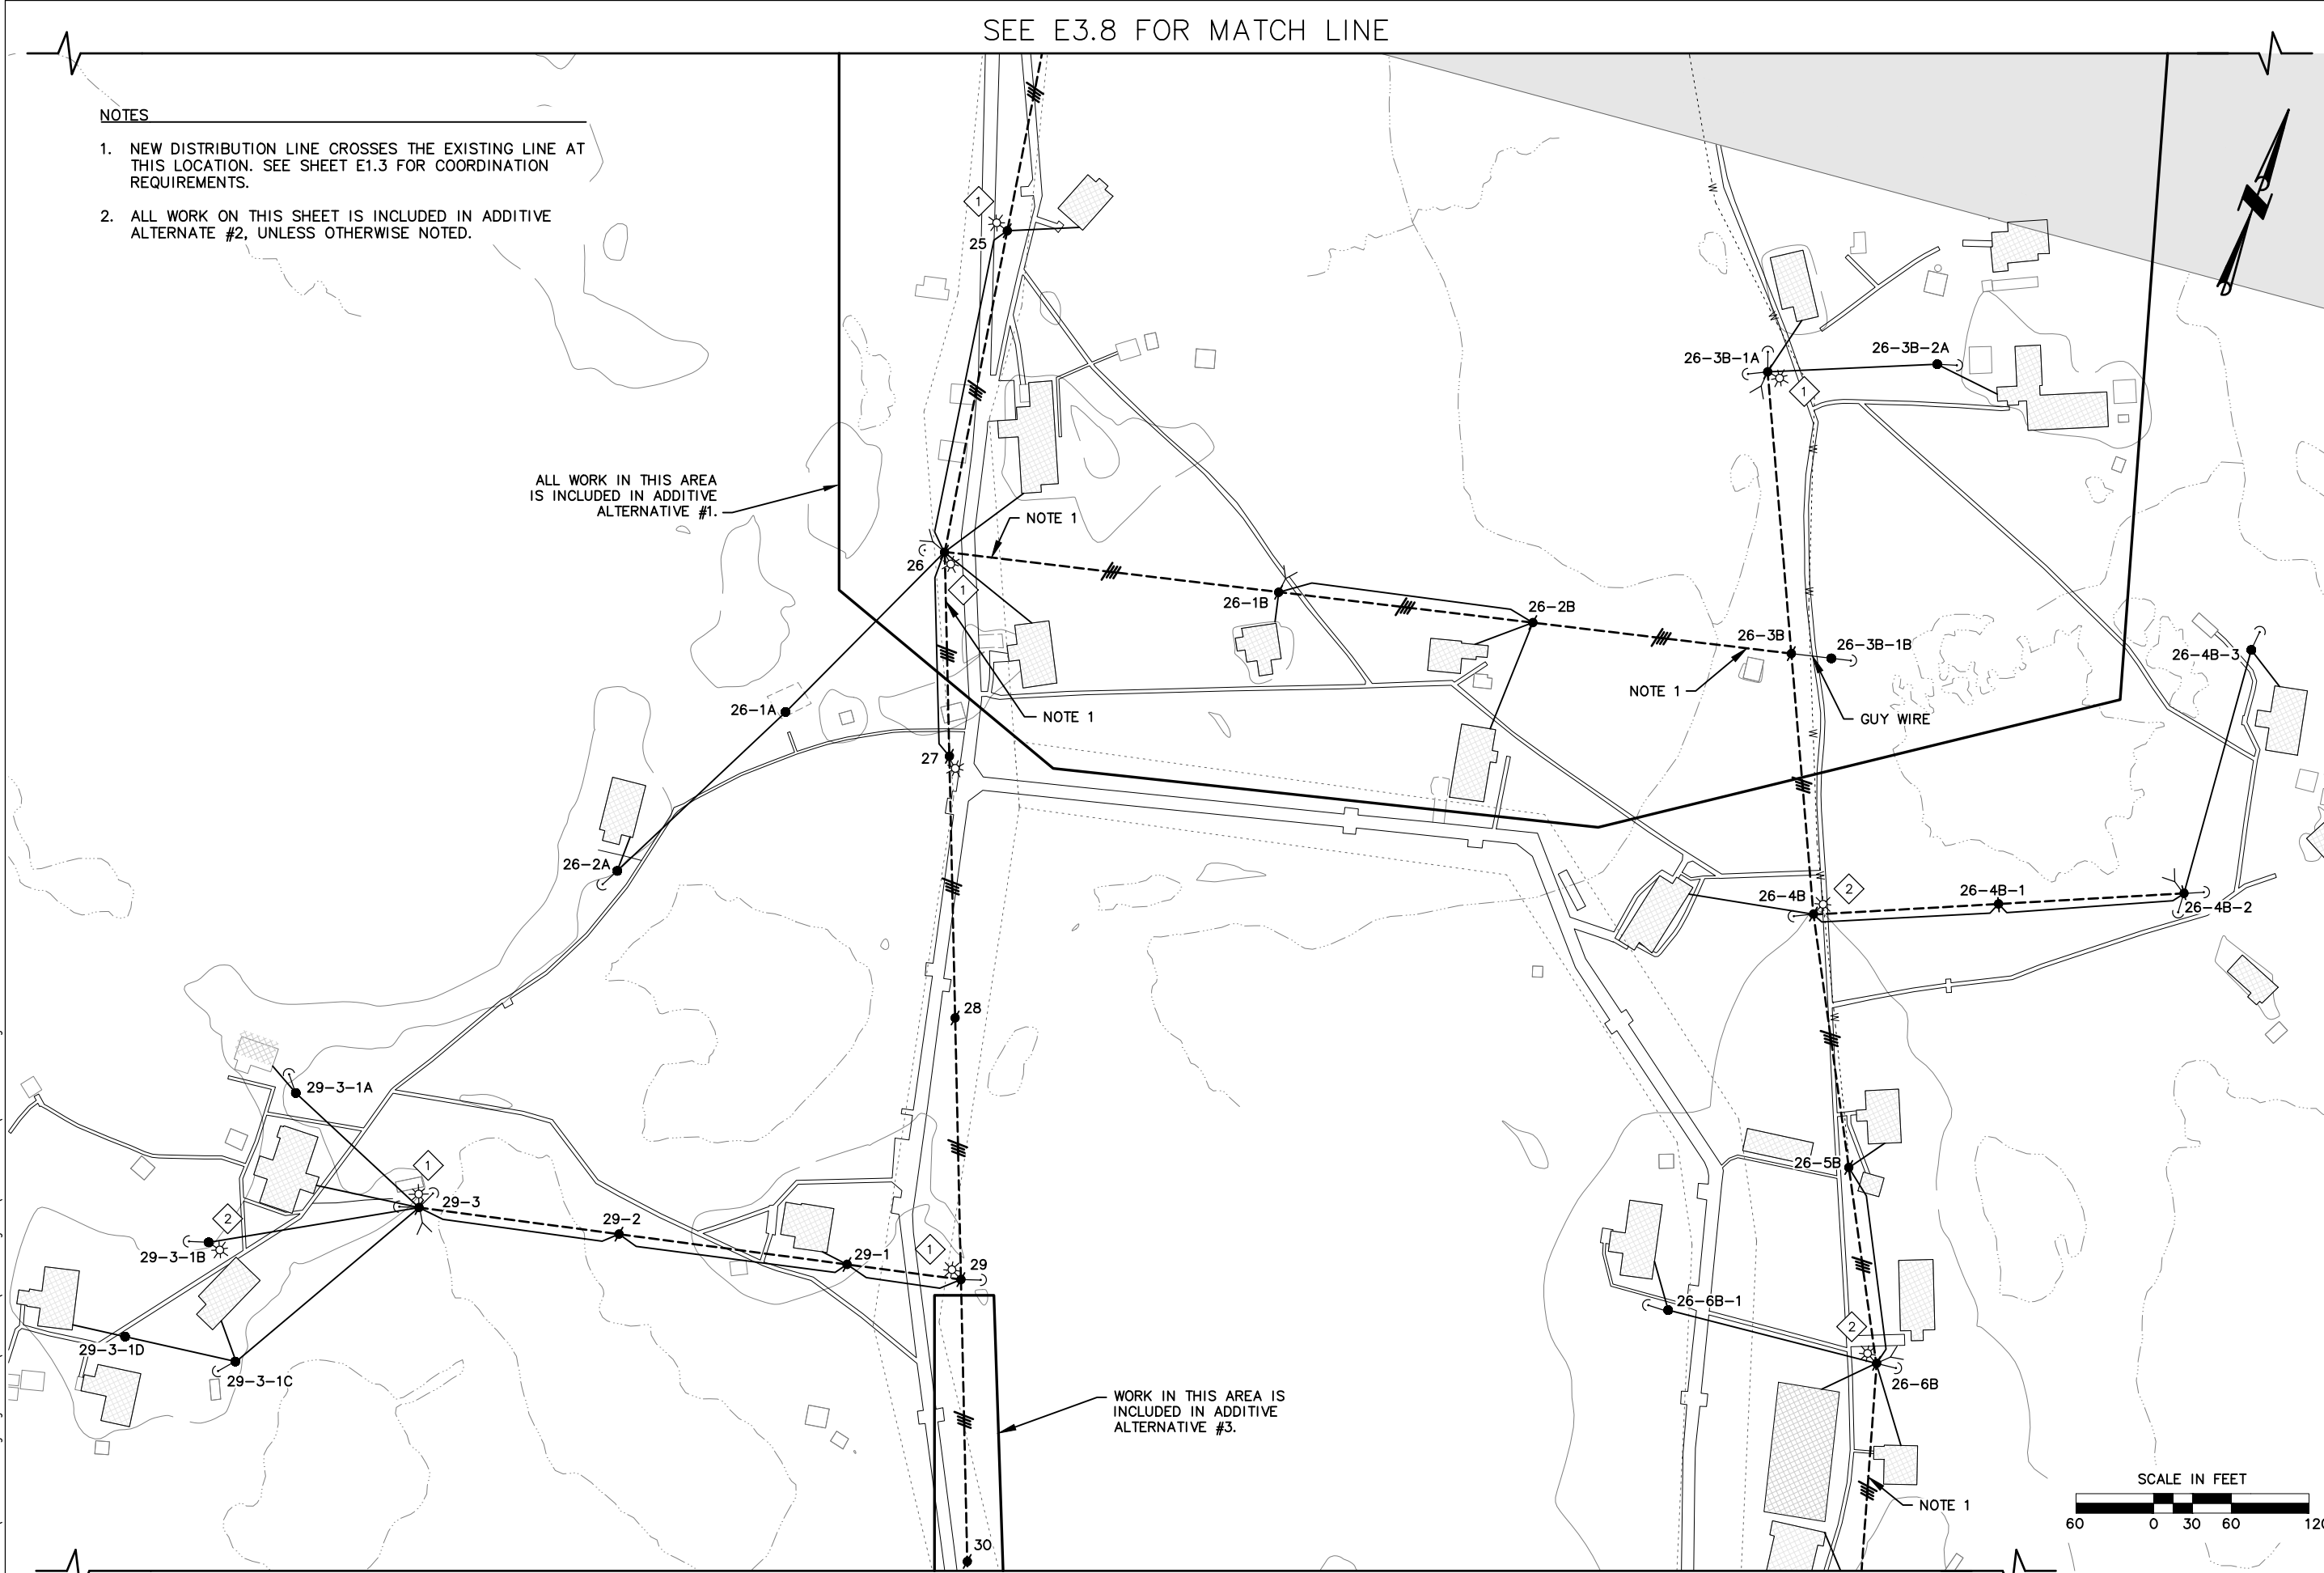 SEE E3.8 FOR MATCH LINE
NOTES
1. NEW DISTRIBUTION LINE CROSSES THE EXISTING LINE AT
THIS LOCATION. SEE SHEET E1.3 FOR COORDINATION
REQUIREMENTS.
2. ALL WORK ON THIS SHEET IS INCLUDED IN ADDITIVE
ALTERNATE #2, UNLESS OTHERWISE NOTED.
N
1
25
W
W
26-3B-1A
26-3B-2A
1
W
ALL WORK IN THIS AREA
IS INCLUDED IN ADDITIVE
ALTERNATIVE #1.
NOTE 1
26
1
26-1B
26-2B
W
26-3B
26-3B-1B
26-4B-3
NOTE 1
26-1A
NOTE 1
GUY WIRE
W
27
26-2A
W
26-4B
2
26-4B-1
26-4B-2
28
W
29-3-1A
1
26-5B
29-3
2
29-2
29-3-1B
29-1
1
29
26-6B-1
2
29-3-1D
29-3-1C
26-6B
WORK IN THIS AREA IS
INCLUDED IN ADDITIVE
ALTERNATIVE #3.
NOTE 1
SCALE IN FEET
60 0 30 60 120
30